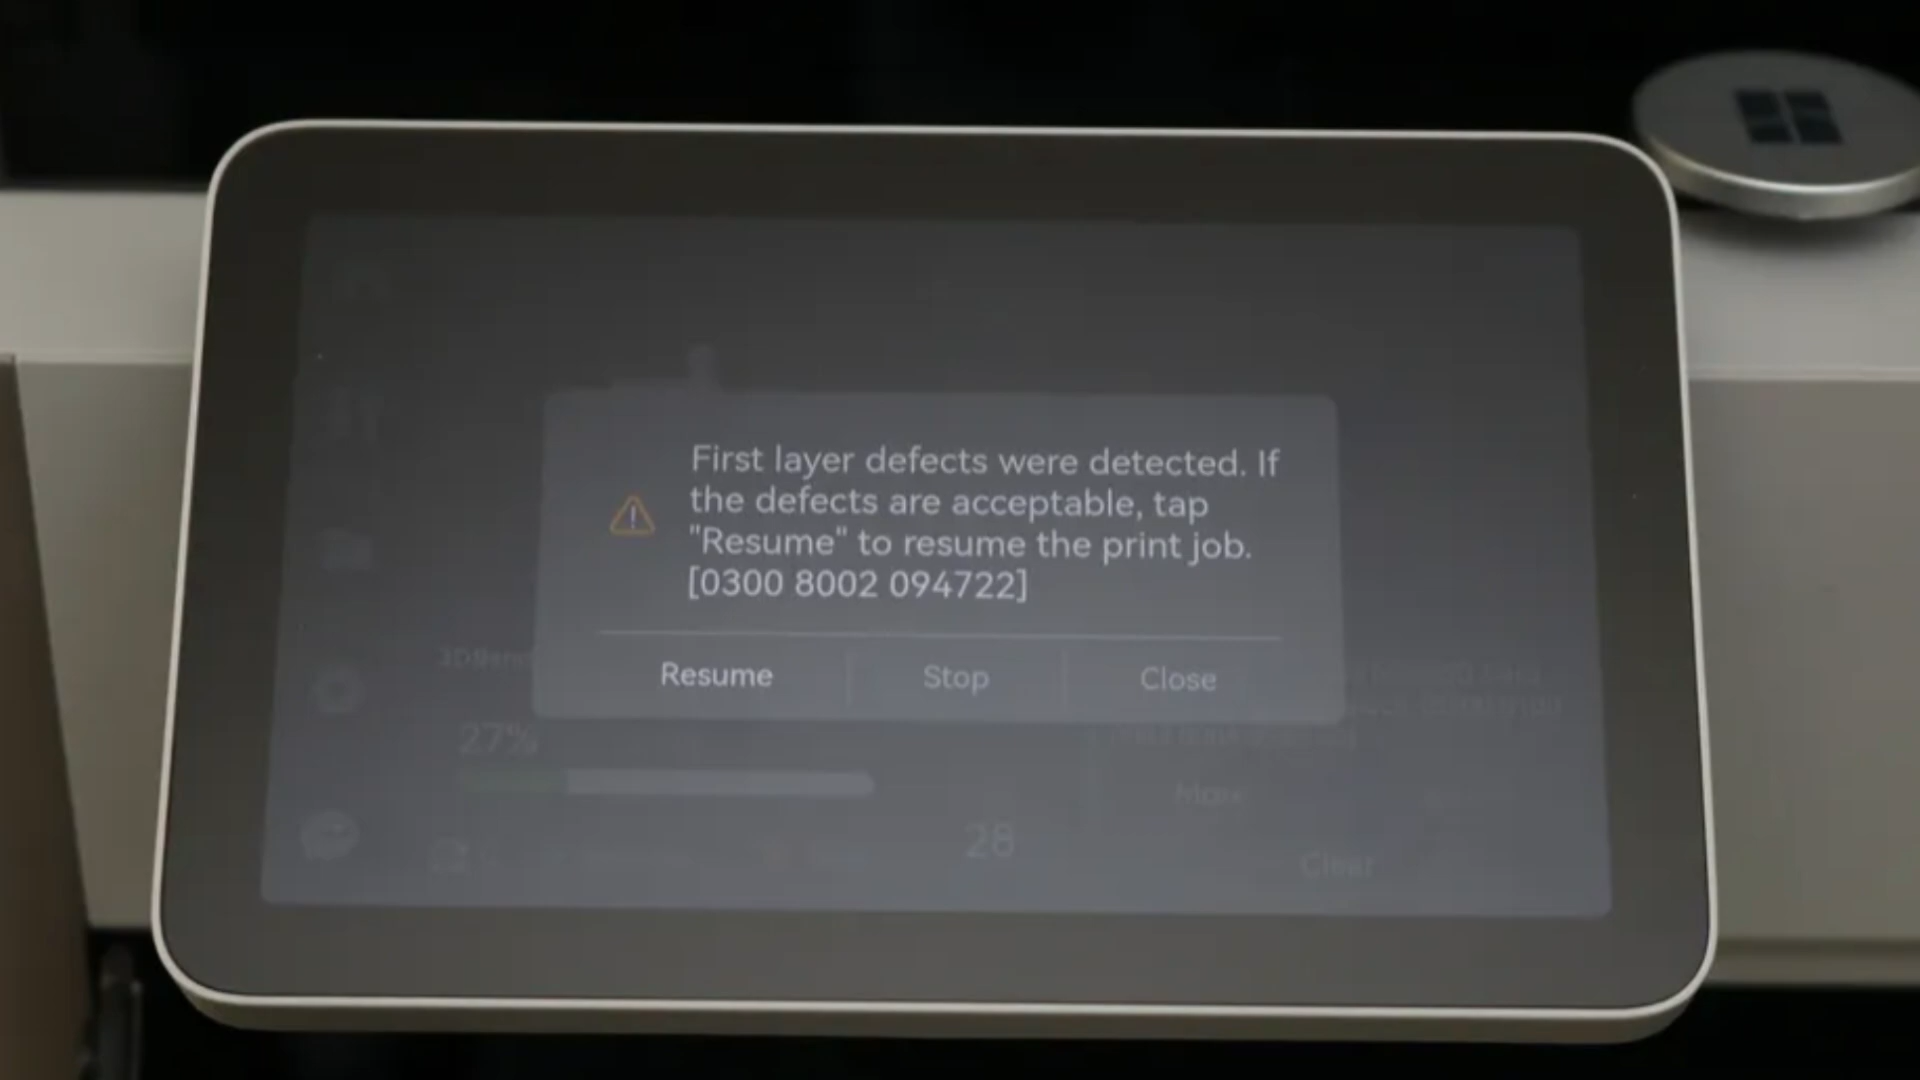 First layer defects were detected. If
the defects are acceptable, tap
"Resume" to resume the print job.
[0300 8002 094722]
Resume Stop Close
27%
28